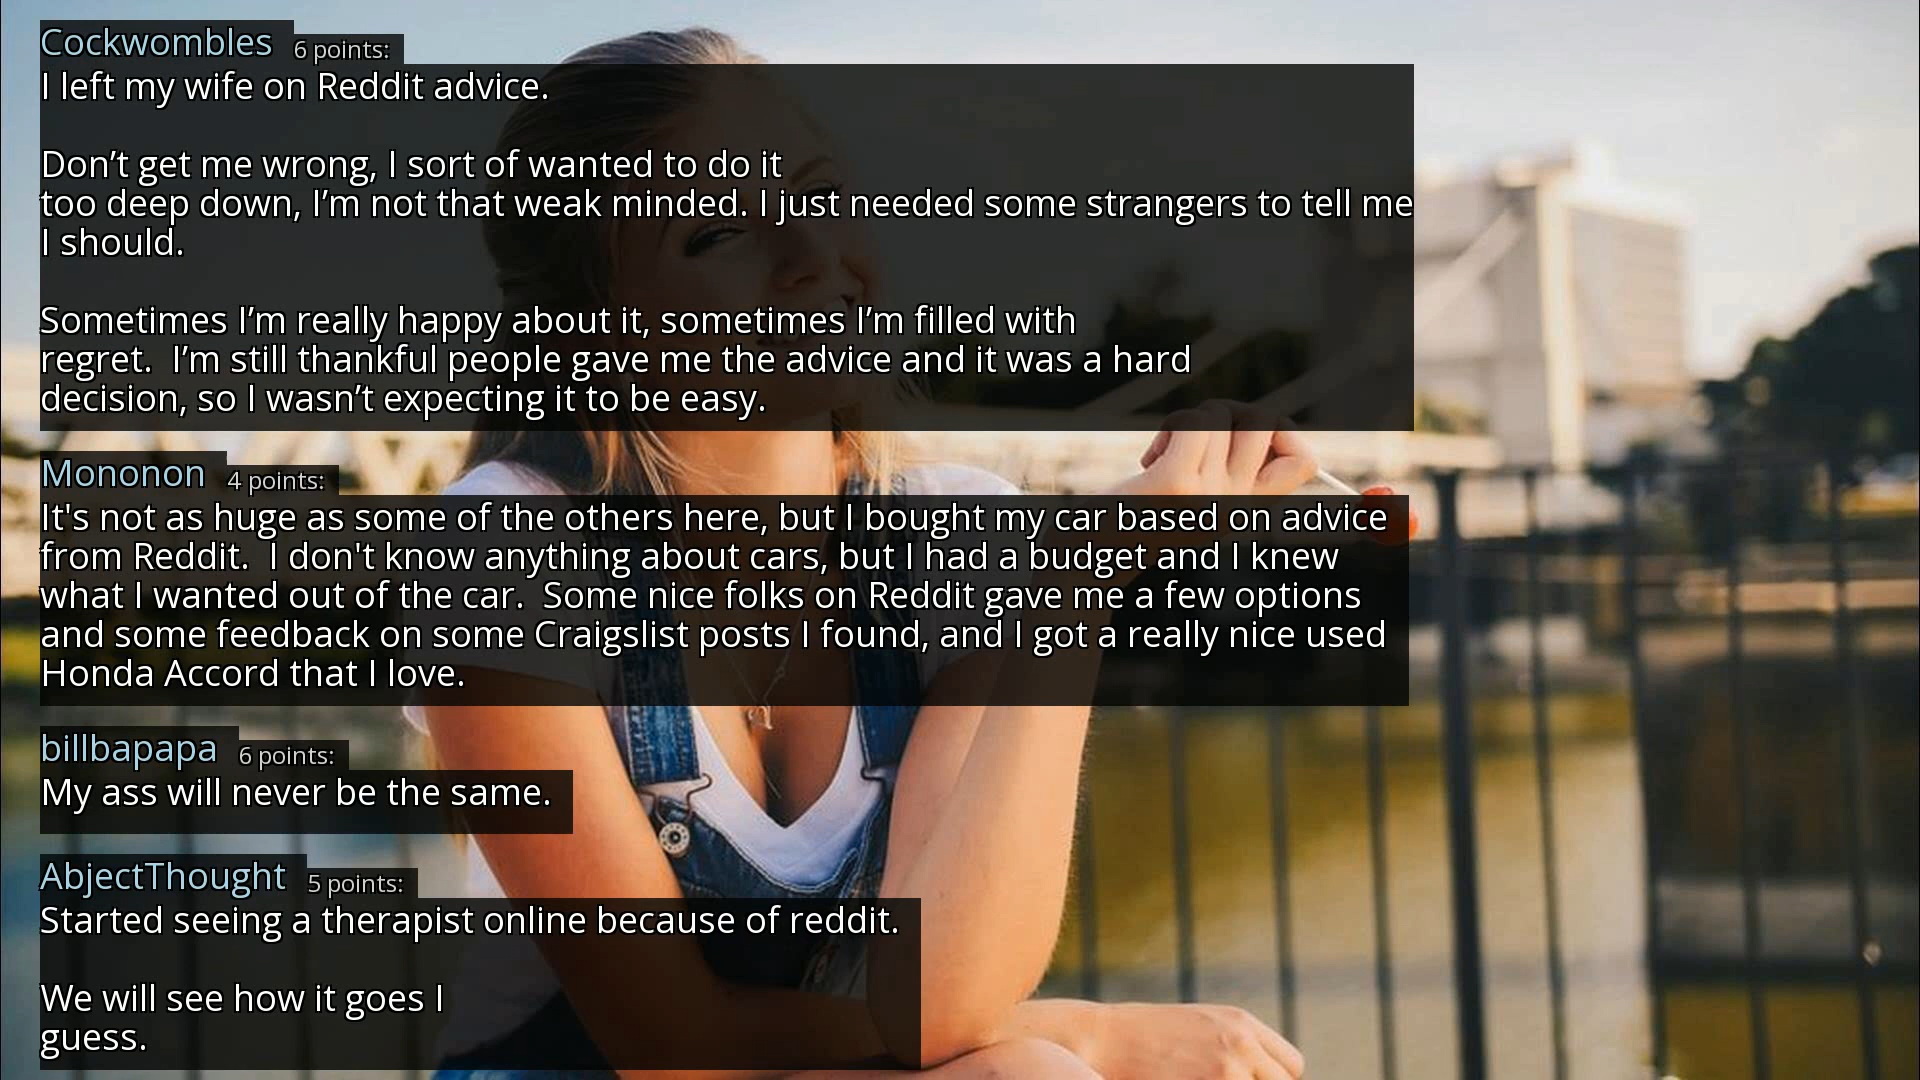 Cockwombles 6 points:
I left my wife on Reddit advice.
Don’t get me wrong, I sort of wanted to do it
too deep down, I’m not that weak minded. I just needed some strangers to tell me
I should.
Sometimes I’m really happy about it, sometimes I’m filled with
regret.  I’m still thankful people gave me the advice and it was a hard
decision, so I wasn’t expecting it to be easy.
Mononon 4 points:
It's not as huge as some of the others here, but I bought my car based on advice
from Reddit.  I don't know anything about cars, but I had a budget and I knew
what I wanted out of the car.  Some nice folks on Reddit gave me a few options
and some feedback on some Craigslist posts I found, and I got a really nice used
Honda Accord that I love.
billbapapa 6 points:
My ass will never be the same.
AbjectThought 5 points:
Started seeing a therapist online because of reddit.
We will see how it goes I
guess.